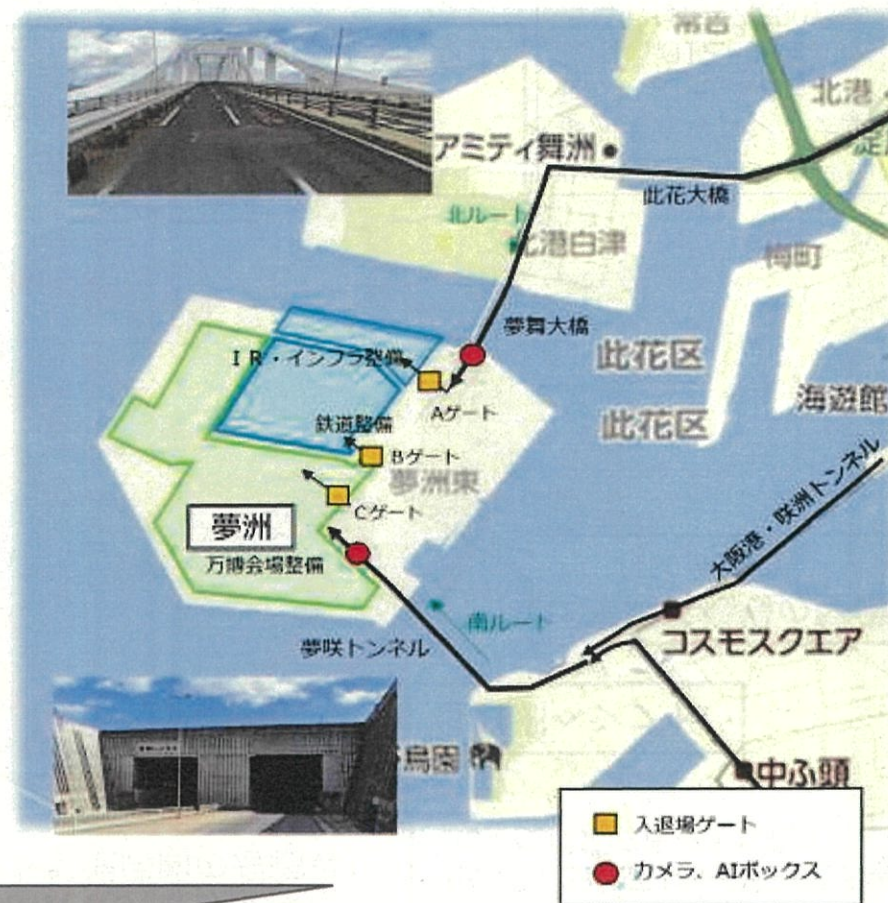 常吉
北港
アミティ舞洲
此花大橋
北ルート
北港白津
梅町
夢舞大橋
IR・インフラ整備
此花区
Aゲート
海遊館
鉄道整備
此花区
Bゲート
夢洲東
Cゲート
夢洲
大阪港・咲洲トンネル
万博会場整備
南ルート
コスモスクエア
夢咲トンネル
鳥園
中ふ頭
入退場ゲート
カメラ、AIボックス